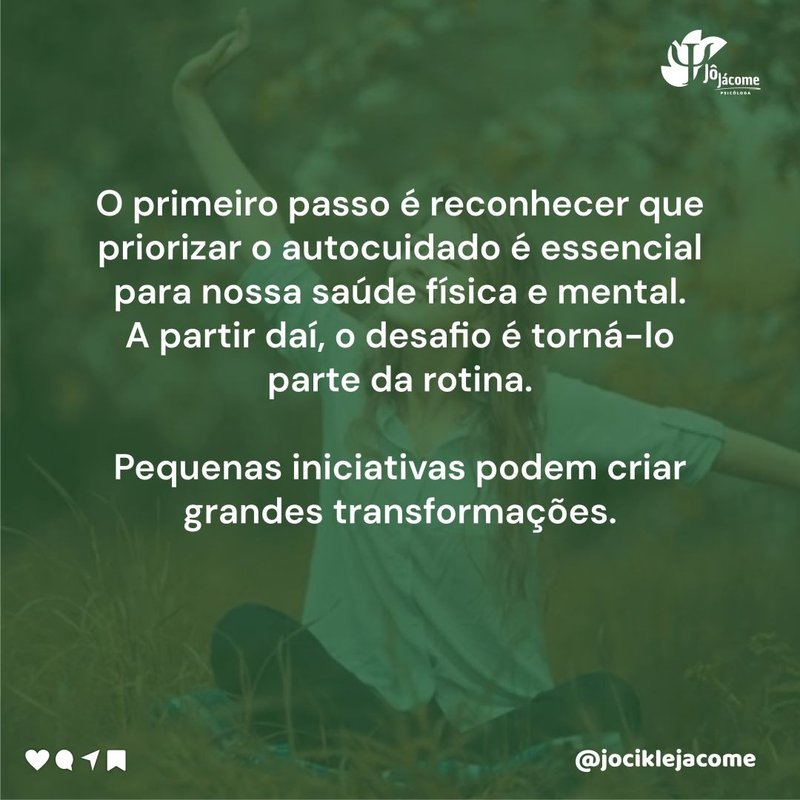 Jô
Jácome
PSICÓLOGA
O primeiro passo é reconhecer que
priorizar o autocuidado é essencial
para nossa saúde física e mental.
A partir daí, o desafio é torná-lo
parte da rotina.
Pequenas iniciativas podem criar
grandes transformações.
@jociklejacome